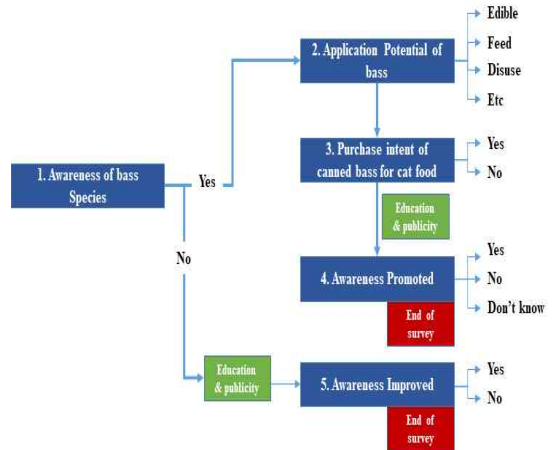 1. Awareness of bass
Species
Yes
No
2. Application Potential of
bass
Edible
Feed
Disuse
Etc
3. Purchase intent of
canned bass for cat food
Yes
No
Education
& publicity
4. Awareness Promoted
Yes
No
Don't know
End of
survey
Education
& publicity
5. Awareness Improved
Yes
No
End of
survey